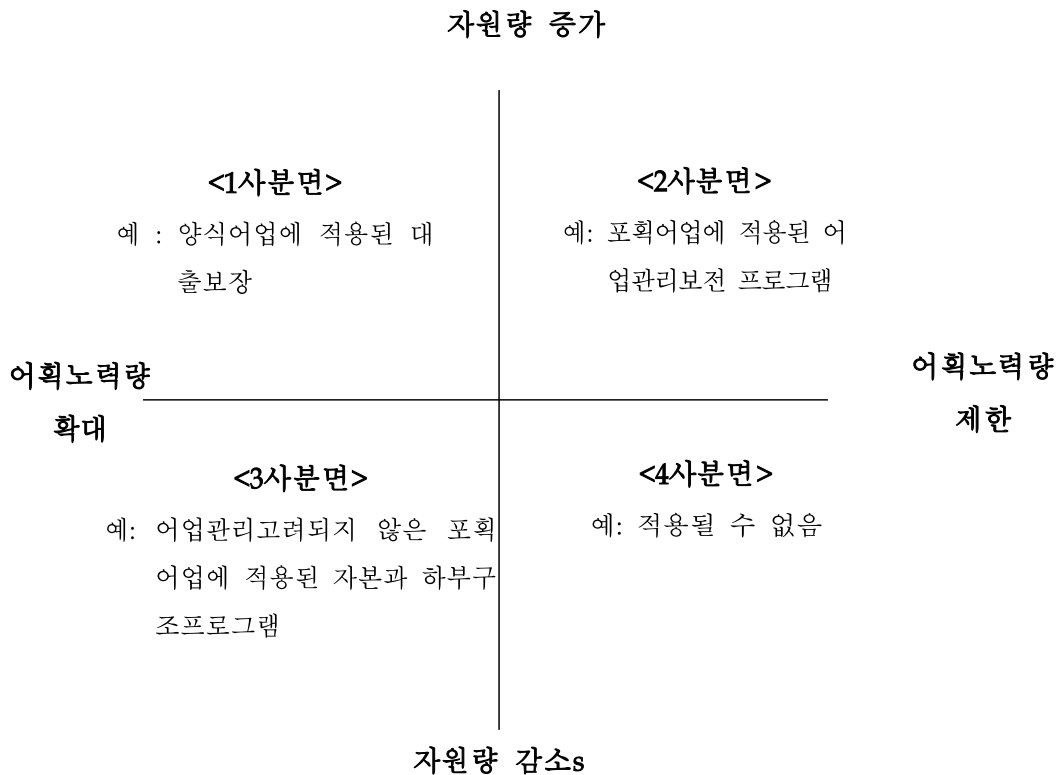 자원량 증가
<1사분면>
예 : 양식어업에 적용된 대
출보장
<2사분면>
예: 포획어업에 적용된 어
업관리보전 프로그램
어획노력량
확대
어획노력량
제한
<3사분면>
예: 어업관리고려되지 않은 포획
어업에 적용된 자본과 하부구
조프로그램
<4사분면>
예: 적용될 수 없음
자원량 감소s